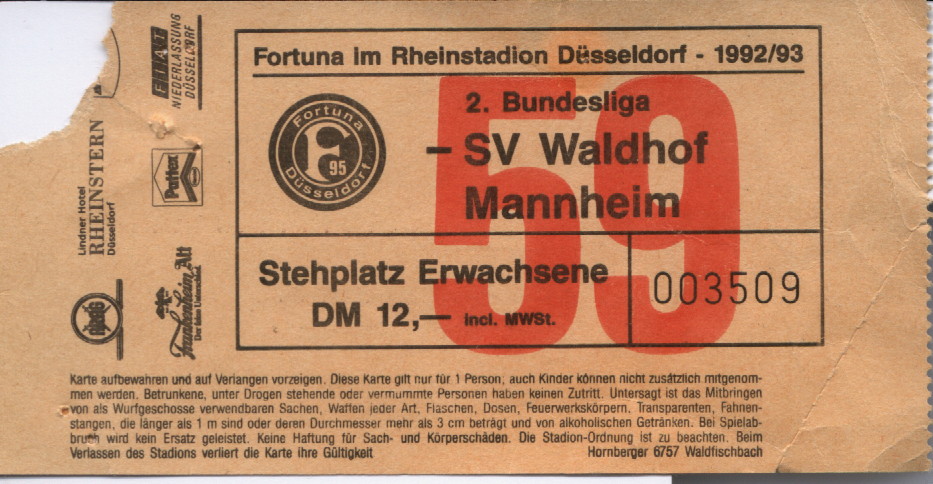 Fortuna im Rheinstadion Düsseldorf - 1992/93
Fortuna
F 95
Düsseldorf
2. Bundesliga
– SV Waldhof
Mannheim
59
Stehplatz Erwachsene
DM 12,— incl. MWSt.
003509
FIAT
NIEDERLASSUNG
DÜSSELDORF
Pattex
Lindner Hotel
RHEINSTERN
Düsseldorf
Frankenheim Alt
Der feine Unterschied.
Karte aufbewahren und auf Verlangen vorzeigen. Diese Karte gilt nur für 1 Person; auch Kinder können nicht zusätzlich mitgenom-
men werden. Betrunkene, unter Drogen stehende oder vermummte Personen haben keinen Zutritt. Untersagt ist das Mitbringen
von als Wurfgeschosse verwendbaren Sachen, Waffen jeder Art, Flaschen, Dosen, Feuerwerkskörpern, Transparenten, Fahnen-
stangen, die länger als 1 m sind oder deren Durchmesser mehr als 3 cm beträgt und von alkoholischen Getränken. Bei Spielab-
bruch wird kein Ersatz geleistet. Keine Haftung für Sach- und Körperschäden. Die Stadion-Ordnung ist zu beachten. Beim
Verlassen des Stadions verliert die Karte ihre Gültigkeit
Hornberger 6757 Waldfischbach